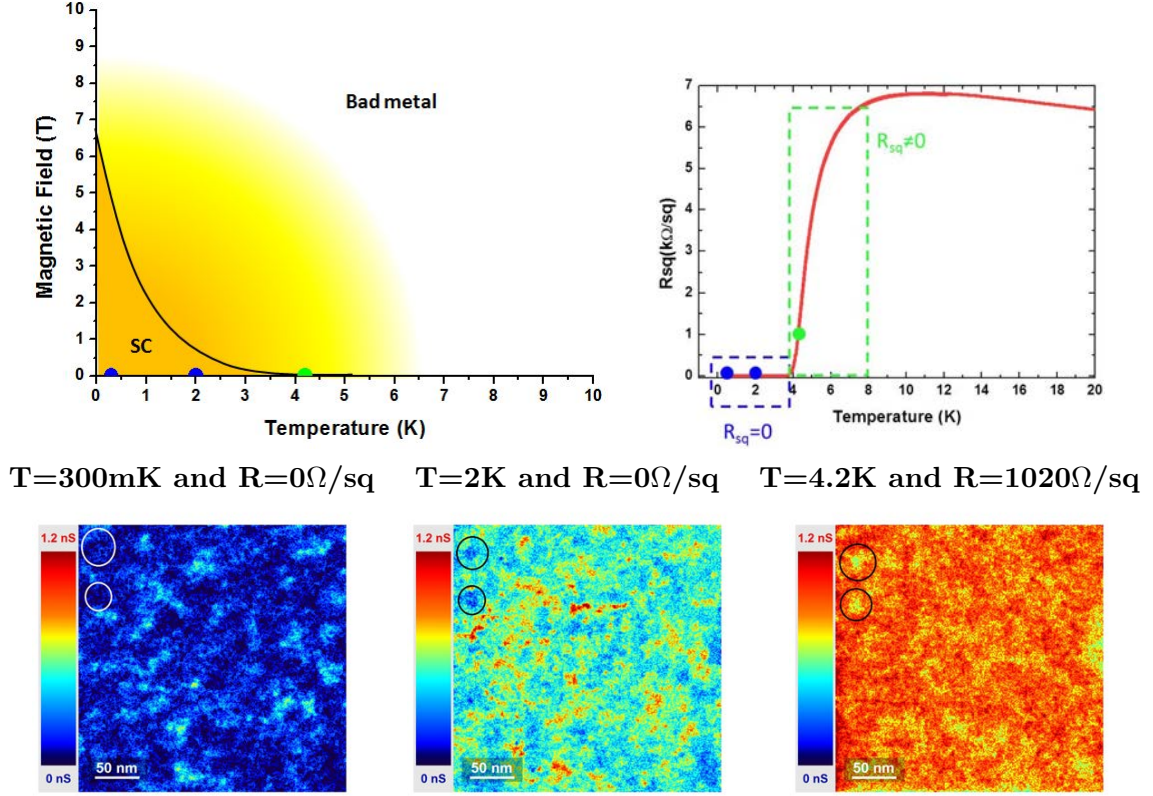 10
9
8
7
6
5
4
3
2
1
0
Magnetic Field (T)
Bad metal
SC
0 1 2 3 4 5 6 7 8 9 10
Temperature (K)
7
6
5
4
3
2
1
0
Rsq(kΩ/sq)
R_sq≠0
0 2 4 6 8 10 12 14 16 18 20
Temperature (K)
R_sq=0
T=300mK and R=0Ω/sq
T=2K and R=0Ω/sq
T=4.2K and R=1020Ω/sq
1.2 nS
0 nS
50 nm
1.2 nS
0 nS
50 nm
1.2 nS
0 nS
50 nm